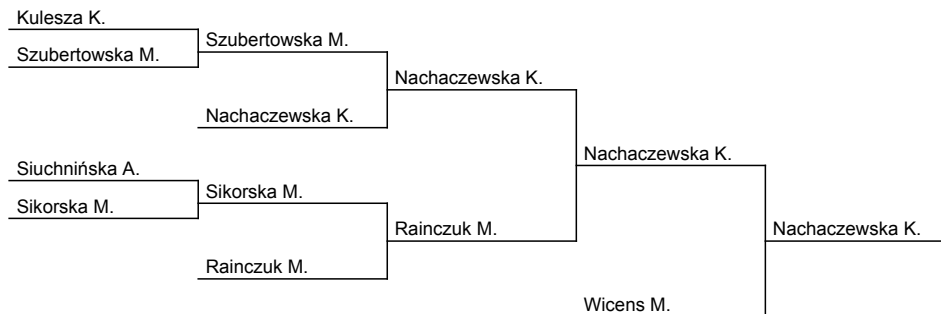 Kulesza K.
Szubertowska M.
Szubertowska M.
Nachaczewska K.
Nachaczewska K.
Nachaczewska K.
Siuchnińska A.
Sikorska M.
Sikorska M.
Nachaczewska K.
Rainczuk M.
Rainczuk M.
Wicens M.